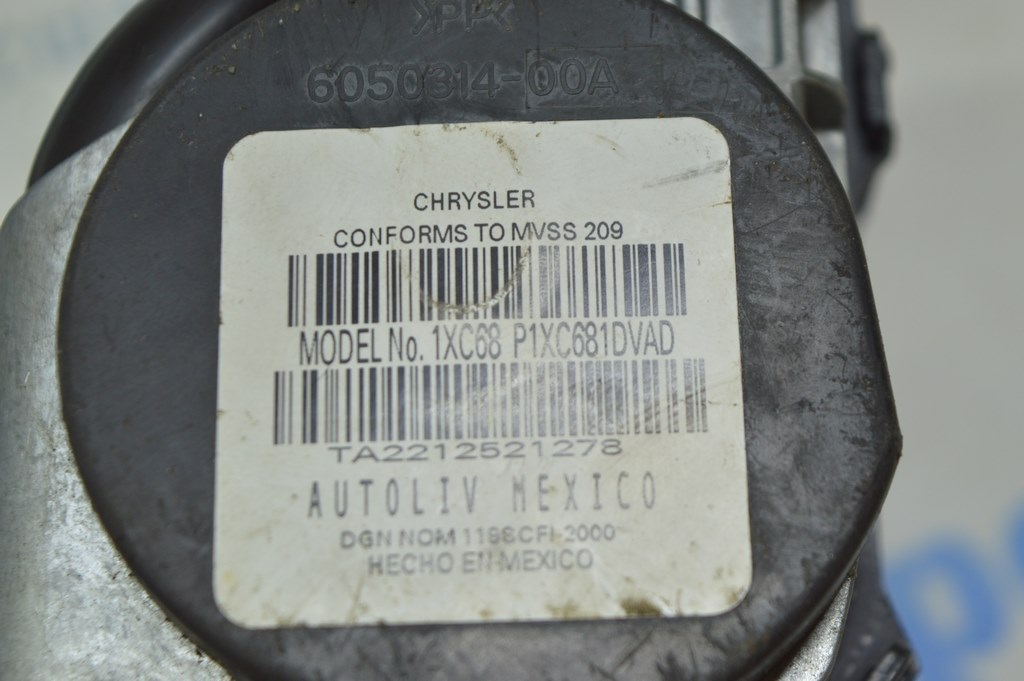 >PP<
6050314-00A
CHRYSLER
CONFORMS TO MVSS 209
MODEL No. 1XC68 P1XC681DVAD
TA2212521278
AUTOLIV MEXICO
DGN NOM 119SCFI-2000
HECHO EN MEXICO